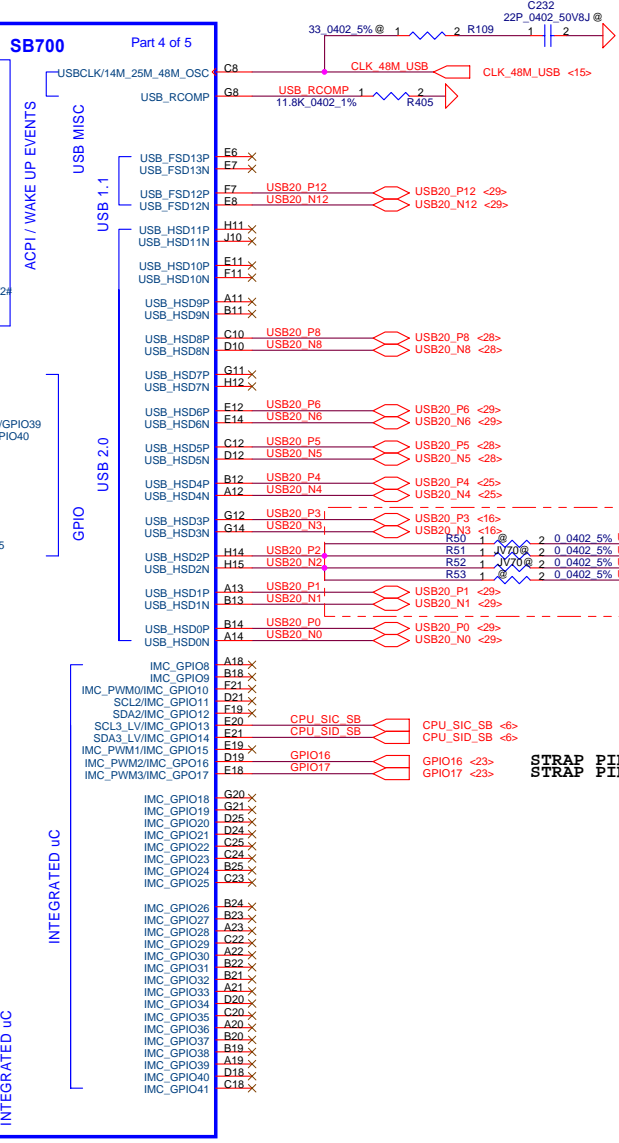 C232
22P_0402_50V8J @
33_0402_5% @ 1 2 R109 1 2
SB700 Part 4 of 5
USBCLK/14M_25M_48M_OSC C8 CLK_48M_USB CLK_48M_USB <15>
USB_RCOMP G8 USB_RCOMP 1 2
11.8K_0402_1% R405
ACPI / WAKE UP EVENTS
USB MISC
USB 1.1
USB_FSD13P E6
USB_FSD13N E7
USB_FSD12P F7 USB20_P12 USB20_P12 <29>
USB_FSD12N E8 USB20_N12 USB20_N12 <29>
USB_HSD11P H11
USB_HSD11N J10
USB_HSD10P E11
USB_HSD10N F11
2#
USB_HSD9P A11
USB_HSD9N B11
USB_HSD8P C10 USB20_P8 USB20_P8 <28>
USB_HSD8N D10 USB20_N8 USB20_N8 <28>
USB_HSD7P G11
USB_HSD7N H12
USB_HSD6P E12 USB20_P6 USB20_P6 <29>
USB_HSD6N E14 USB20_N6 USB20_N6 <29>
/GPIO39
PIO40
USB 2.0
GPIO
USB_HSD5P C12 USB20_P5 USB20_P5 <28>
USB_HSD5N D12 USB20_N5 USB20_N5 <28>
USB_HSD4P B12 USB20_P4 USB20_P4 <25>
USB_HSD4N A12 USB20_N4 USB20_N4 <25>
USB_HSD3P G12 USB20_P3 USB20_P3 <16>
USB_HSD3N G14 USB20_N3 USB20_N3 <16>
5
R50 1 @ 2 0_0402_5%
USB_HSD2P H14 USB20_P2 R51 1 JV70@ 2 0_0402_5%
USB_HSD2N H15 USB20_N2 R52 1 JV70@ 2 0_0402_5%
R53 1 @ 2 0_0402_5%
USB_HSD1P A13 USB20_P1 USB20_P1 <29>
USB_HSD1N B13 USB20_N1 USB20_N1 <29>
USB_HSD0P B14 USB20_P0 USB20_P0 <29>
USB_HSD0N A14 USB20_N0 USB20_N0 <29>
IMC_GPIO8 A18
IMC_GPIO9 B18
IMC_PWM0/IMC_GPIO10 F21
SCL2/IMC_GPIO11 D21
SDA2/IMC_GPIO12 F19
SCL3_LV/IMC_GPIO13 E20 CPU_SIC_SB CPU_SIC_SB <6>
SDA3_LV/IMC_GPIO14 E21 CPU_SID_SB CPU_SID_SB <6>
IMC_PWM1/IMC_GPIO15 E19
IMC_PWM2/IMC_GPO16 D19 GPIO16 GPIO16 <23> STRAP PI
IMC_PWM3/IMC_GPO17 E18 GPIO17 GPIO17 <23> STRAP PI
IMC_GPIO18 G20
IMC_GPIO19 G21
IMC_GPIO20 D25
IMC_GPIO21 D24
IMC_GPIO22 C25
IMC_GPIO23 C24
IMC_GPIO24 B25
IMC_GPIO25 C23
INTEGRATED uC
IMC_GPIO26 B24
IMC_GPIO27 B23
IMC_GPIO28 A23
IMC_GPIO29 C22
IMC_GPIO30 A22
IMC_GPIO31 B22
IMC_GPIO32 B21
IMC_GPIO33 A21
IMC_GPIO34 D20
IMC_GPIO35 C20
IMC_GPIO36 A20
IMC_GPIO37 B20
IMC_GPIO38 B19
IMC_GPIO39 A19
IMC_GPIO40 D18
IMC_GPIO41 C18
INTEGRATED uC